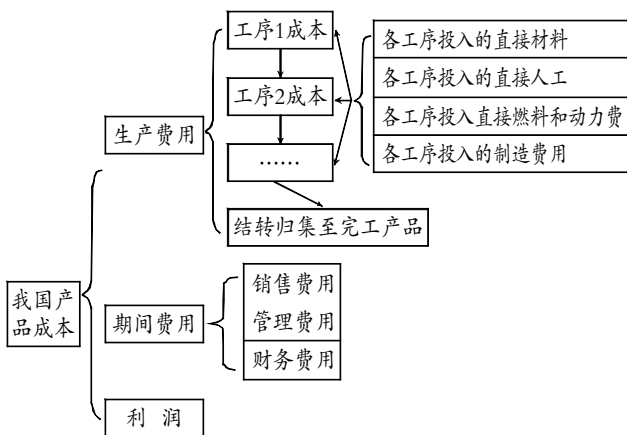 工序1成本
工序2成本
……
结转归集至完工产品
各工序投入的直接材料
各工序投入的直接人工
各工序投入直接燃料和动力费
各工序投入的制造费用
生产费用
我国产
品成本
期间费用
销售费用
管理费用
财务费用
利 润